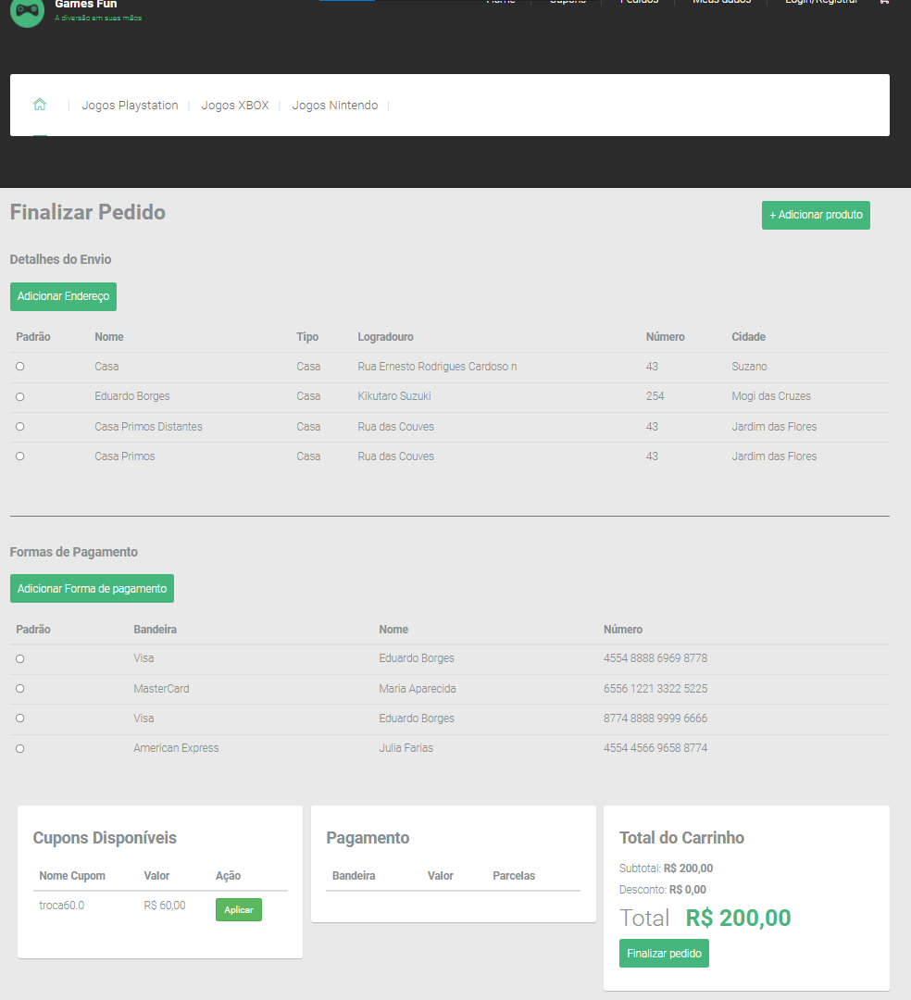 Games Fun
A diversão em suas mãos
Home Cupons Pedidos Meus dados Login/Registrar
Jogos Playstation Jogos XBOX Jogos Nintendo
Finalizar Pedido
+ Adicionar produto
Detalhes do Envio
Adicionar Endereço
Padrão Nome Tipo Logradouro Número Cidade
Casa Casa Rua Ernesto Rodrigues Cardoso n 43 Suzano
Eduardo Borges Casa Kikutaro Suzuki 254 Mogi das Cruzes
Casa Primos Distantes Casa Rua das Couves 43 Jardim das Flores
Casa Primos Casa Rua das Couves 43 Jardim das Flores
Formas de Pagamento
Adicionar Forma de pagamento
Padrão Bandeira Nome Número
Visa Eduardo Borges 4554 8888 6969 8778
MasterCard Maria Aparecida 6556 1221 3322 5225
Visa Eduardo Borges 8774 8888 9999 6666
American Express Julia Farias 4554 4566 9658 8774
Cupons Disponíveis
Nome Cupom Valor Ação
troca60.0 R$ 60,00 Aplicar
Pagamento
Bandeira Valor Parcelas
Total do Carrinho
Subtotal: R$ 200,00
Desconto: R$ 0,00
Total R$ 200,00
Finalizar pedido